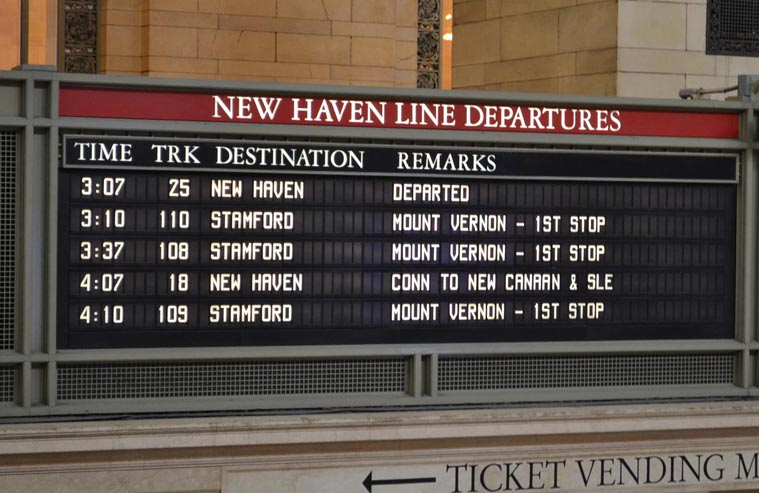 NEW HAVEN LINE DEPARTURES
TIME TRK DESTINATION REMARKS
3:07 25 NEW HAVEN DEPARTED
3:10 110 STAMFORD MOUNT VERNON - 1ST STOP
3:37 108 STAMFORD MOUNT VERNON - 1ST STOP
4:07 18 NEW HAVEN CONN TO NEW CANAAN & SLE
4:10 109 STAMFORD MOUNT VERNON - 1ST STOP
← TICKET VENDING M